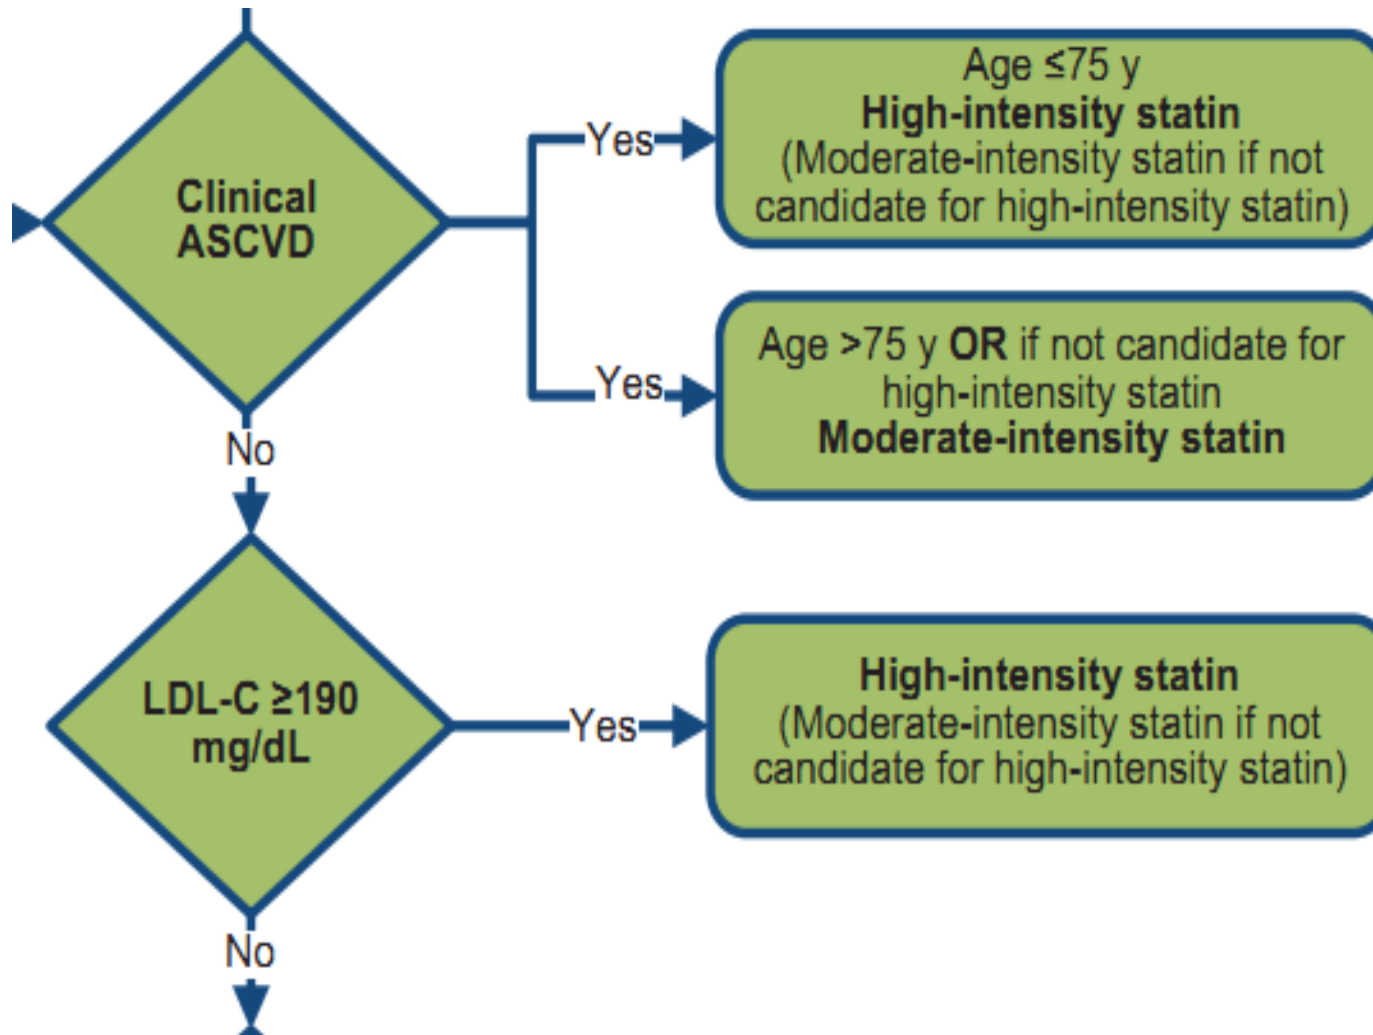 Clinical
ASCVD
Yes
Age ≤75 y
High-intensity statin
(Moderate-intensity statin if not
candidate for high-intensity statin)
Yes
Age >75 y OR if not candidate for
high-intensity statin
Moderate-intensity statin
No
LDL-C ≥190
mg/dL
Yes
High-intensity statin
(Moderate-intensity statin if not
candidate for high-intensity statin)
No